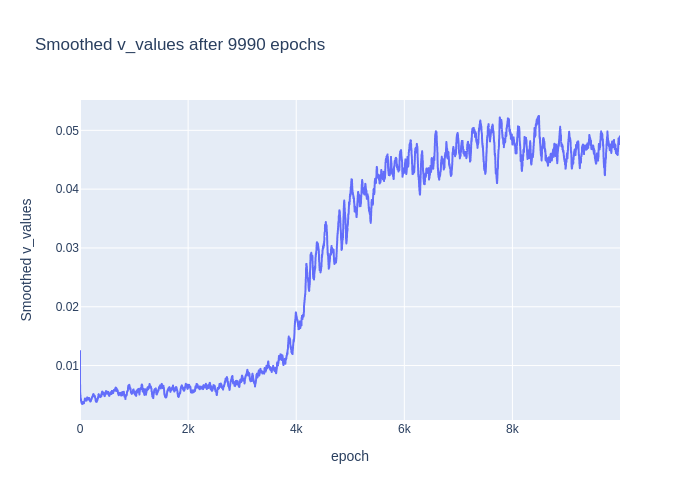 Smoothed v_values after 9990 epochs
Smoothed v_values
0.05
0.04
0.03
0.02
0.01
0
2k
4k
6k
8k
epoch